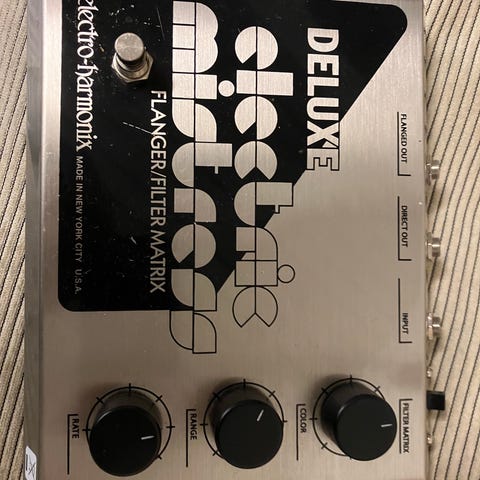 DELUXE
electric
mistress
FLANGER/FILTER MATRIX
electro-harmonix
MADE IN NEW YORK CITY U.S.A.
FLANGED OUT
DIRECT OUT
INPUT
FILTER MATRIX
COLOR
RANGE
RATE